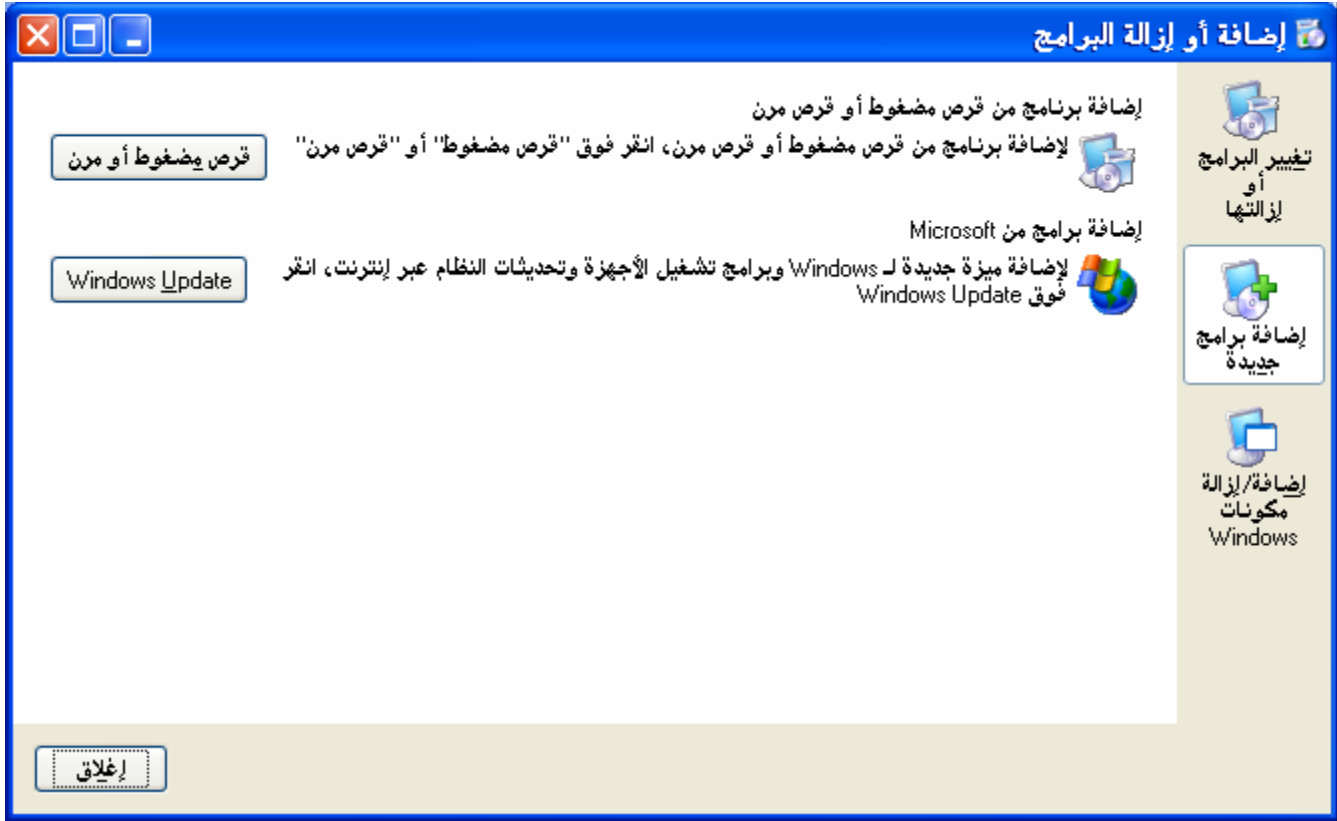 إضافة أو إزالة البرامج
تغيير البرامج
أو
إزالتها
إضافة برامج
جديدة
إضافة/إزالة
مكونات
Windows
إضافة برنامج من قرص مضغوط أو قرص مرن
لإضافة برنامج من قرص مضغوط أو قرص مرن، انقر فوق "قرص مضغوط" أو "قرص مرن"
قرص مضغوط أو مرن
إضافة برامج من Microsoft
لإضافة ميزة جديدة لـ Windows وبرامج تشغيل الأجهزة وتحديثات النظام عبر إنترنت، انقر
فوق Windows Update
Windows Update
إغلاق